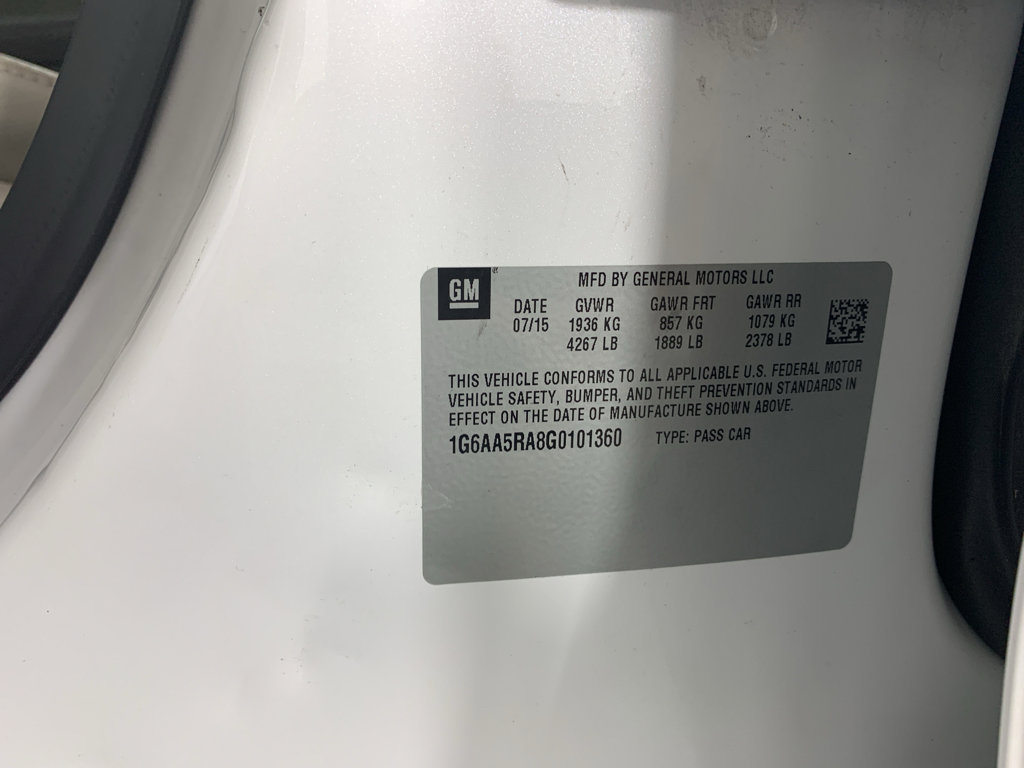 GM
MFD BY GENERAL MOTORS LLC
DATE GVWR GAWR FRT GAWR RR
07/15 1936 KG 857 KG 1079 KG
4267 LB 1889 LB 2378 LB
THIS VEHICLE CONFORMS TO ALL APPLICABLE U.S. FEDERAL MOTOR
VEHICLE SAFETY, BUMPER, AND THEFT PREVENTION STANDARDS IN
EFFECT ON THE DATE OF MANUFACTURE SHOWN ABOVE.
1G6AA5RA8G0101360 TYPE: PASS CAR